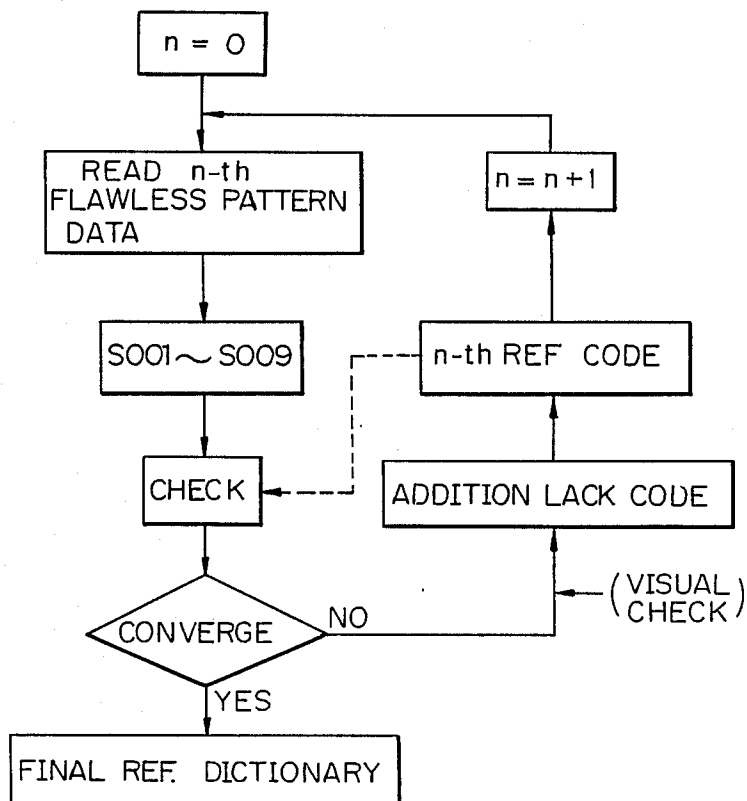 n = 0
READ n-th
FLAWLESS PATTERN
DATA
n = n+1
S001~S009
n-th REF CODE
CHECK
ADDITION LACK CODE
(VISUAL
CHECK)
CONVERGE
NO
YES
FINAL REF. DICTIONARY